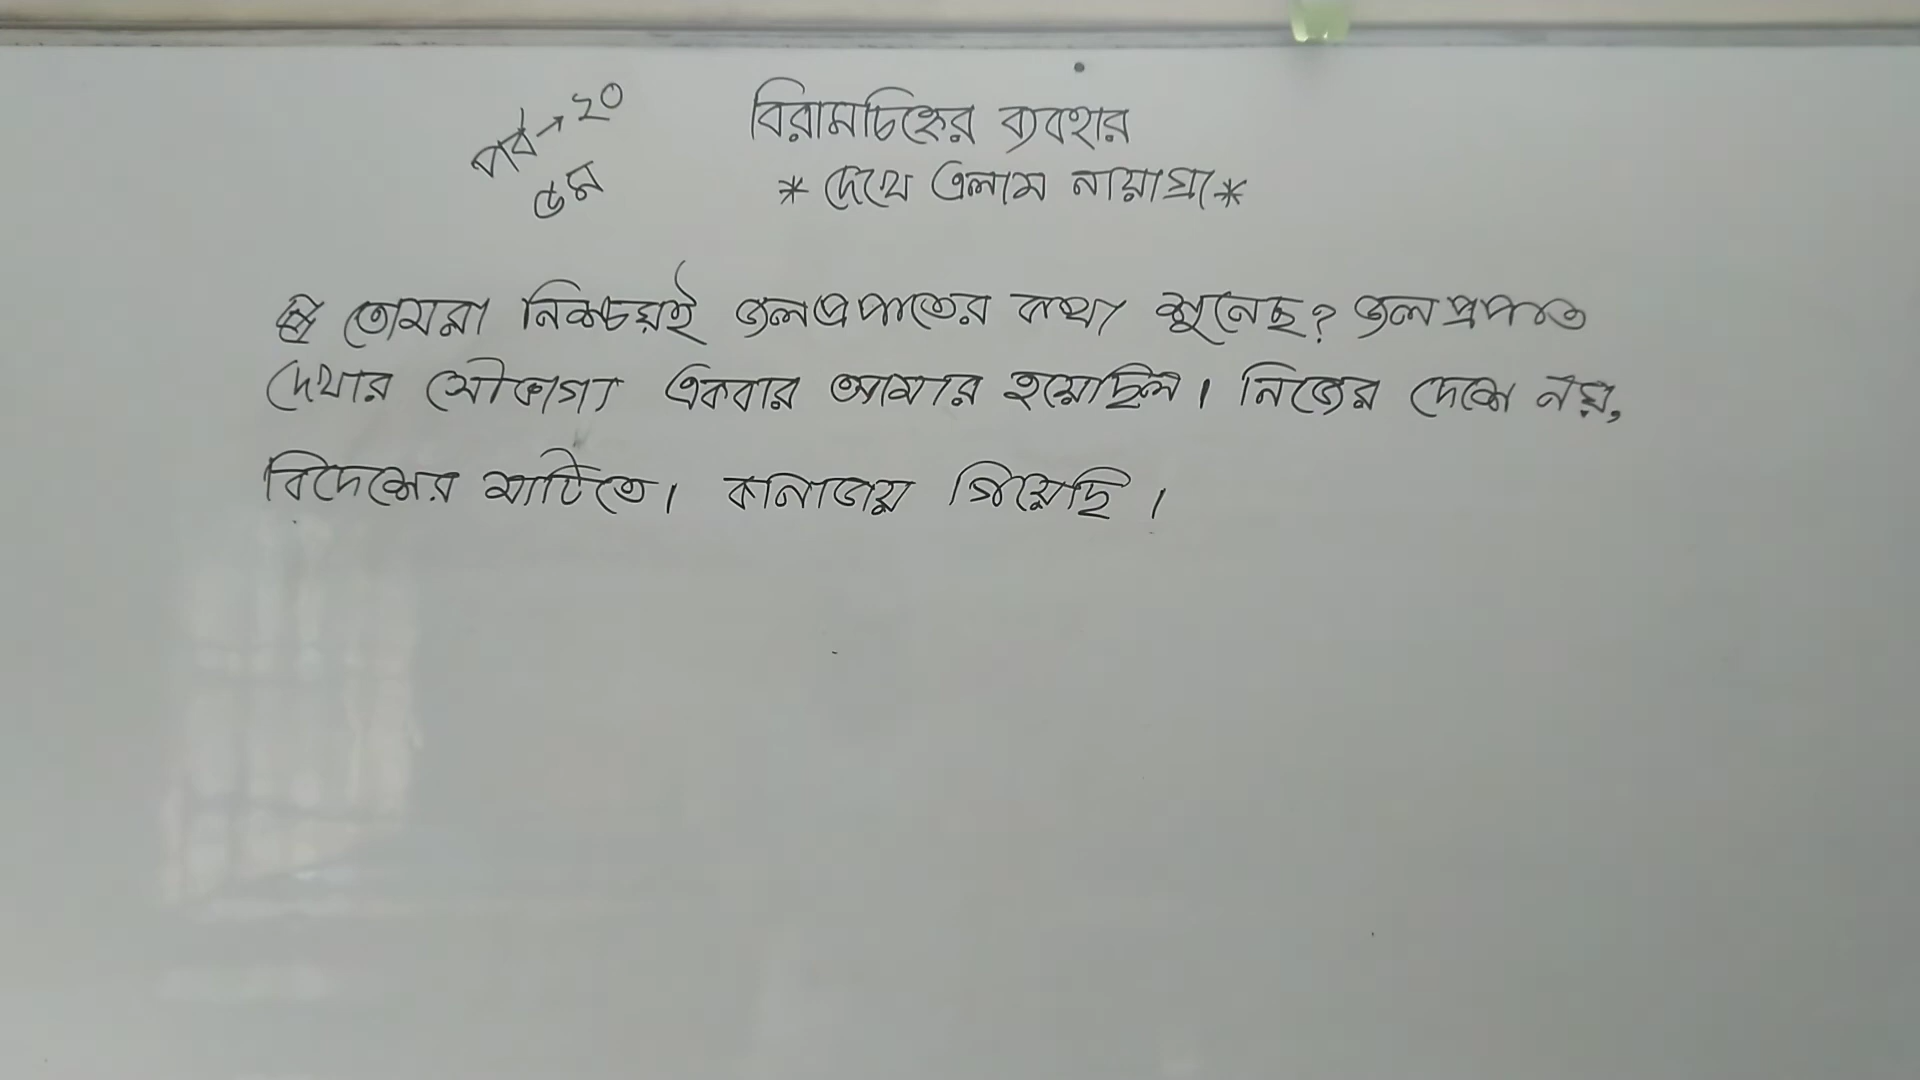 পর্ব→২০
৫ম
বিরামচিহ্নের ব্যবহার
* দেখে এলাম নায়াগ্রা *
তোমরা নিশ্চয়ই জলপ্রপাতের কথা শুনেছ? জলপ্রপাত
দেখার সৌভাগ্য একবার আমার হয়েছিল। নিজের দেশে নয়,
বিদেশের মাটিতে। কানাডায় গিয়েছি।